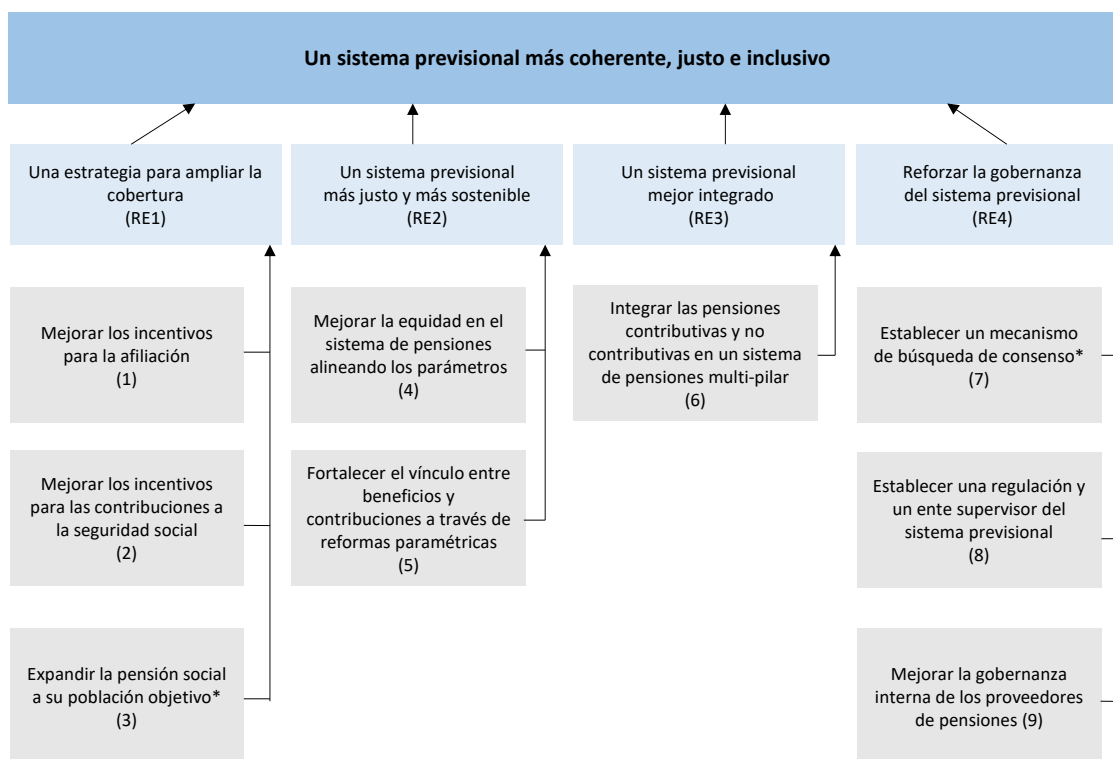 Un sistema previsional más coherente, justo e inclusivo
Una estrategia para ampliar la
cobertura
(RE1)
Un sistema previsional
más justo y más sostenible
(RE2)
Un sistema previsional
mejor integrado
(RE3)
Reforzar la gobernanza
del sistema previsional
(RE4)
Mejorar los incentivos
para la afiliación
(1)
Mejorar los incentivos
para las contribuciones a
la seguridad social
(2)
Expandir la pensión social
a su población objetivo*
(3)
Mejorar la equidad en el
sistema de pensiones
alineando los parámetros
(4)
Fortalecer el vínculo entre
beneficios y
contribuciones a través de
reformas paramétricas
(5)
Integrar las pensiones
contributivas y no
contributivas en un sistema
de pensiones multi-pilar
(6)
Establecer un mecanismo
de búsqueda de consenso*
(7)
Establecer una regulación y
un ente supervisor del
sistema previsional
(8)
Mejorar la gobernanza
interna de los proveedores
de pensiones (9)